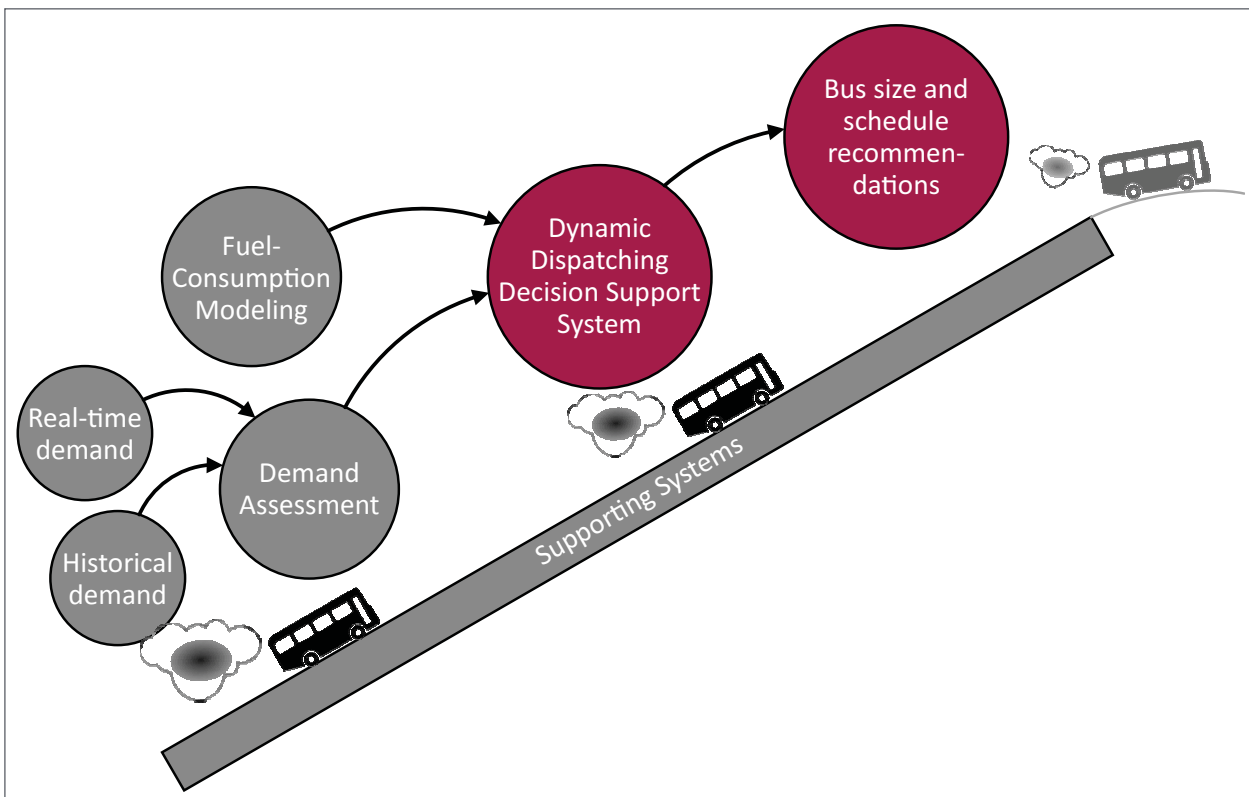 Bus size and
schedule
recommen-
dations
Dynamic
Dispatching
Decision Support
System
Fuel-
Consumption
Modeling
Real-time
demand
Demand
Assessment
Historical
demand
Supporting Systems